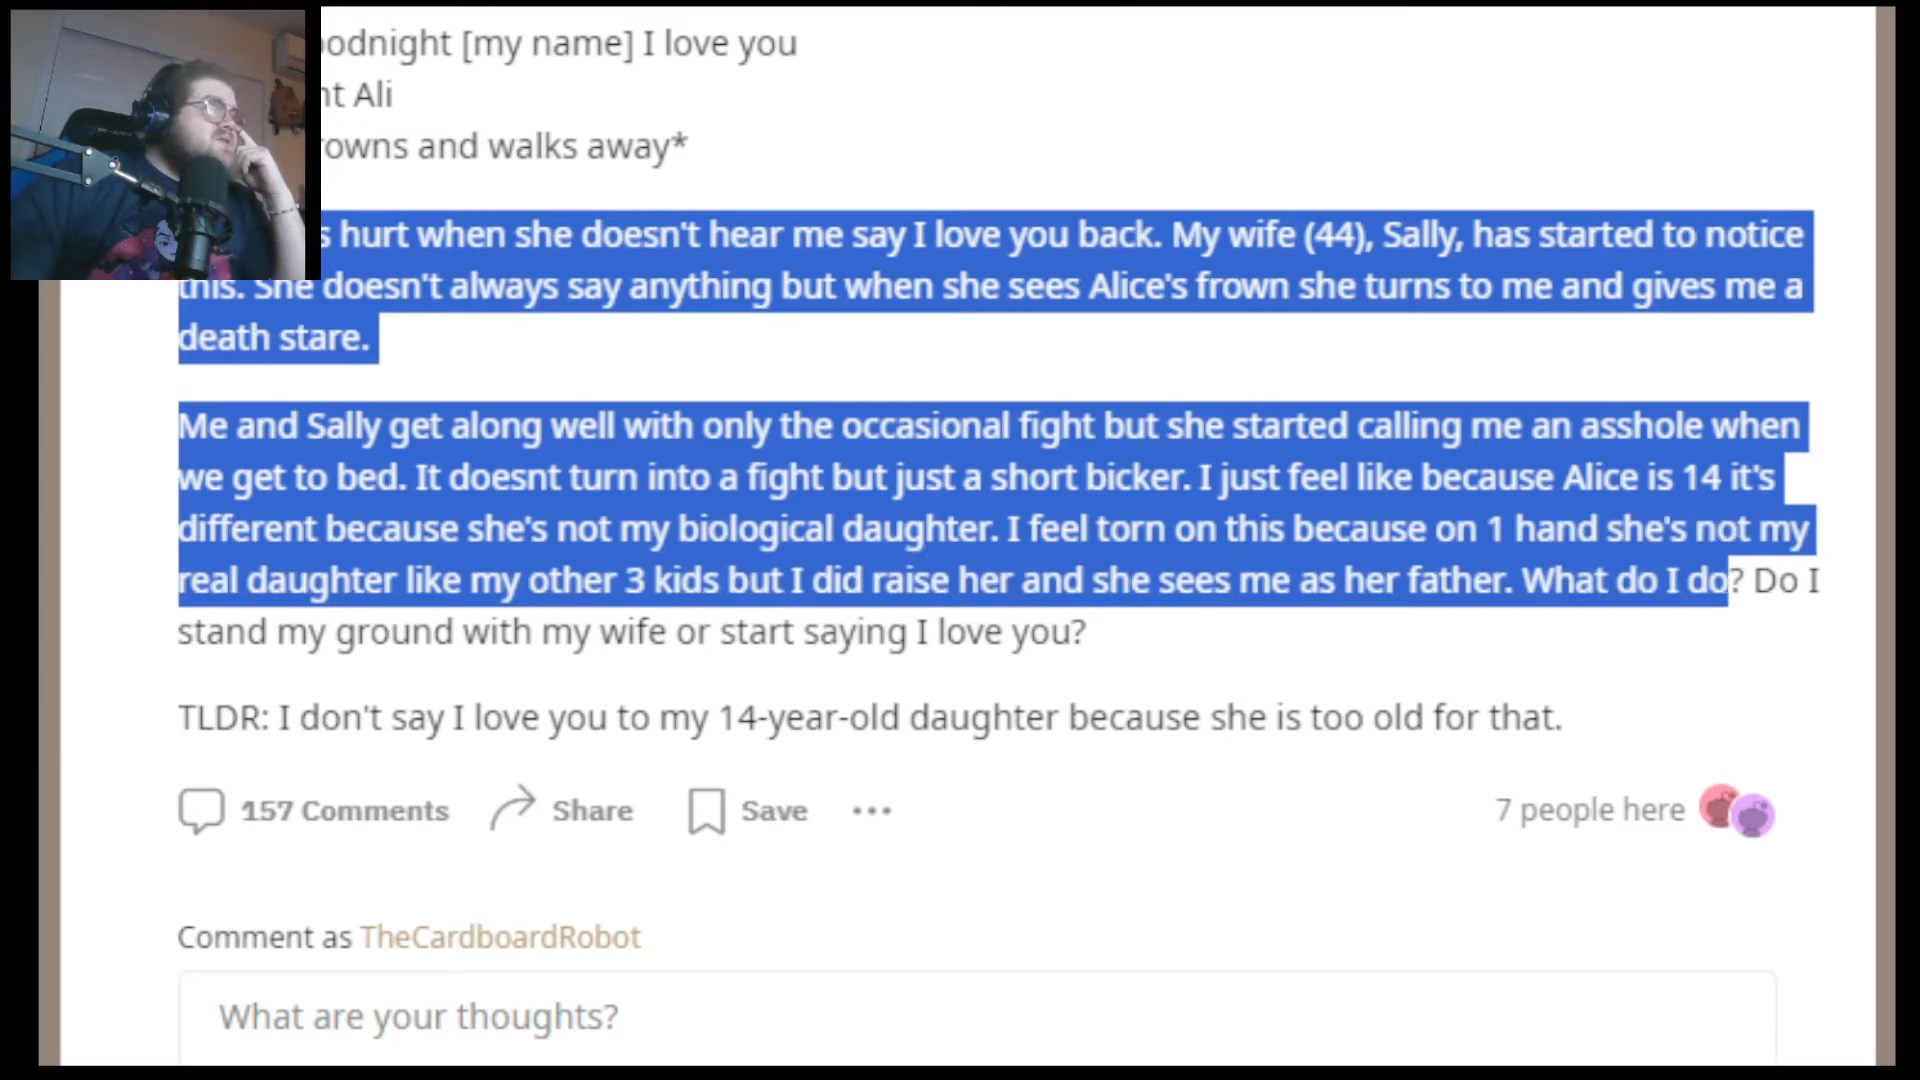 odnight [my name] I love you
nt Ali
rowns and walks away*
s hurt when she doesn't hear me say I love you back. My wife (44), Sally, has started to notice
this. She doesn't always say anything but when she sees Alice's frown she turns to me and gives me a
death stare.
Me and Sally get along well with only the occasional fight but she started calling me an asshole when
we get to bed. It doesnt turn into a fight but just a short bicker. I just feel like because Alice is 14 it's
different because she's not my biological daughter. I feel torn on this because on 1 hand she's not my
real daughter like my other 3 kids but I did raise her and she sees me as her father. What do I do? Do I
stand my ground with my wife or start saying I love you?
TLDR: I don't say I love you to my 14-year-old daughter because she is too old for that.
157 Comments Share Save ••• 7 people here
Comment as TheCardboardRobot
What are your thoughts?